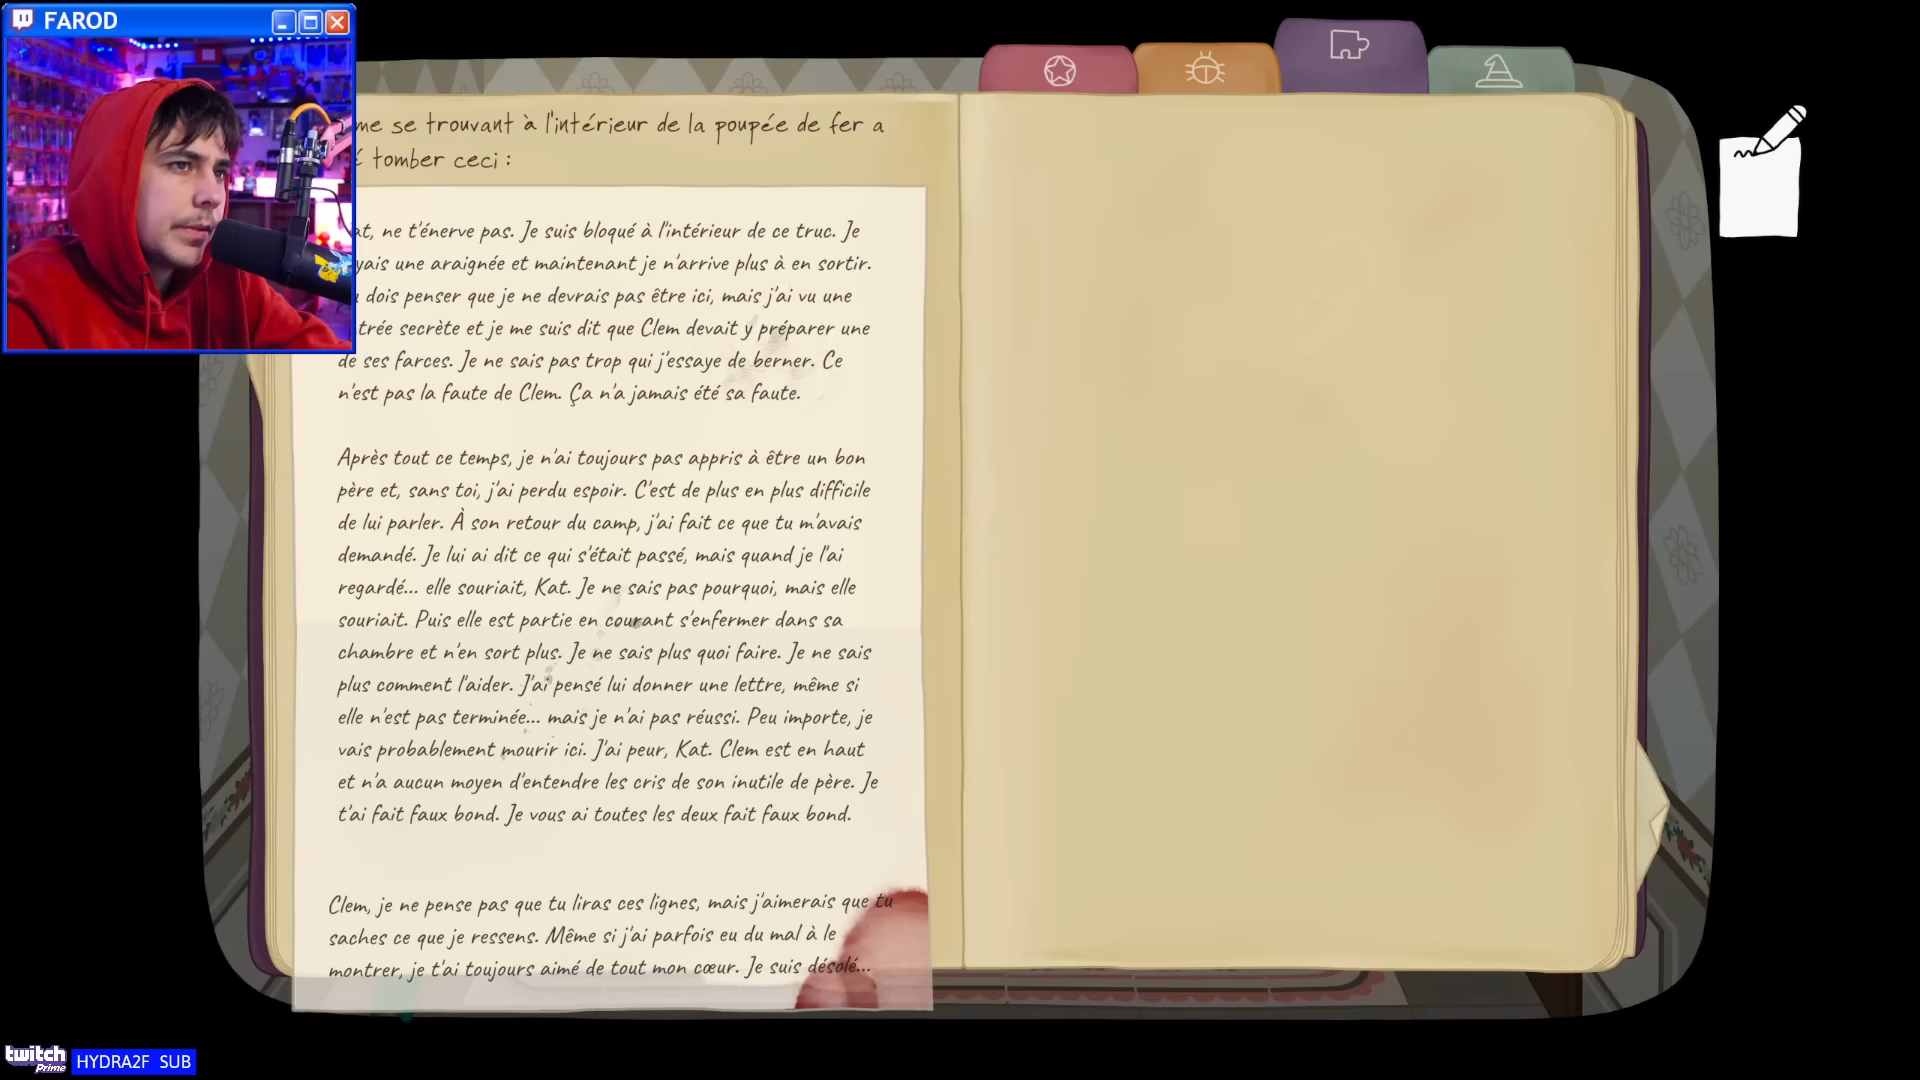 FAROD
me se trouvant à l'intérieur de la poupée de fer a
tomber ceci :
ne t'énerve pas. Je suis bloqué à l'intérieur de ce truc. Je
une araignée et maintenant je n'arrive plus à en sortir.
dois penser que je ne devrais pas être ici, mais j'ai vu une
trée secrète et je me suis dit que Clem devait y préparer une
de ses farces. Je ne sais pas trop qui j'essaye de berner. Ce
n'est pas la faute de Clem. Ça n'a jamais été sa faute.
Après tout ce temps, je n'ai toujours pas appris à être un bon
père et, sans toi, j'ai perdu espoir. C'est de plus en plus difficile
de lui parler. À son retour du camp, j'ai fait ce que tu m'avais
demandé. Je lui ai dit ce qui s'était passé, mais quand je l'ai
regardé... elle souriait, Kat. Je ne sais pas pourquoi, mais elle
souriait. Puis elle est partie en courant s'enfermer dans sa
chambre et n'en sort plus. Je ne sais plus quoi faire. Je ne sais
plus comment l'aider. J'ai pensé lui donner une lettre, même si
elle n'est pas terminée... mais je n'ai pas réussi. Peu importe, je
vais probablement mourir ici. J'ai peur, Kat. Clem est en haut
et n'a aucun moyen d'entendre les cris de son inutile de père. Je
t'ai fait faux bond. Je vous ai toutes les deux fait faux bond.
Clem, je ne pense pas que tu liras ces lignes, mais j'aimerais que tu
saches ce que je ressens. Même si j'ai parfois eu du mal à le
montrer, je t'ai toujours aimé de tout mon cœur. Je suis désolé...
twitch
Prime
HYDRA2F SUB